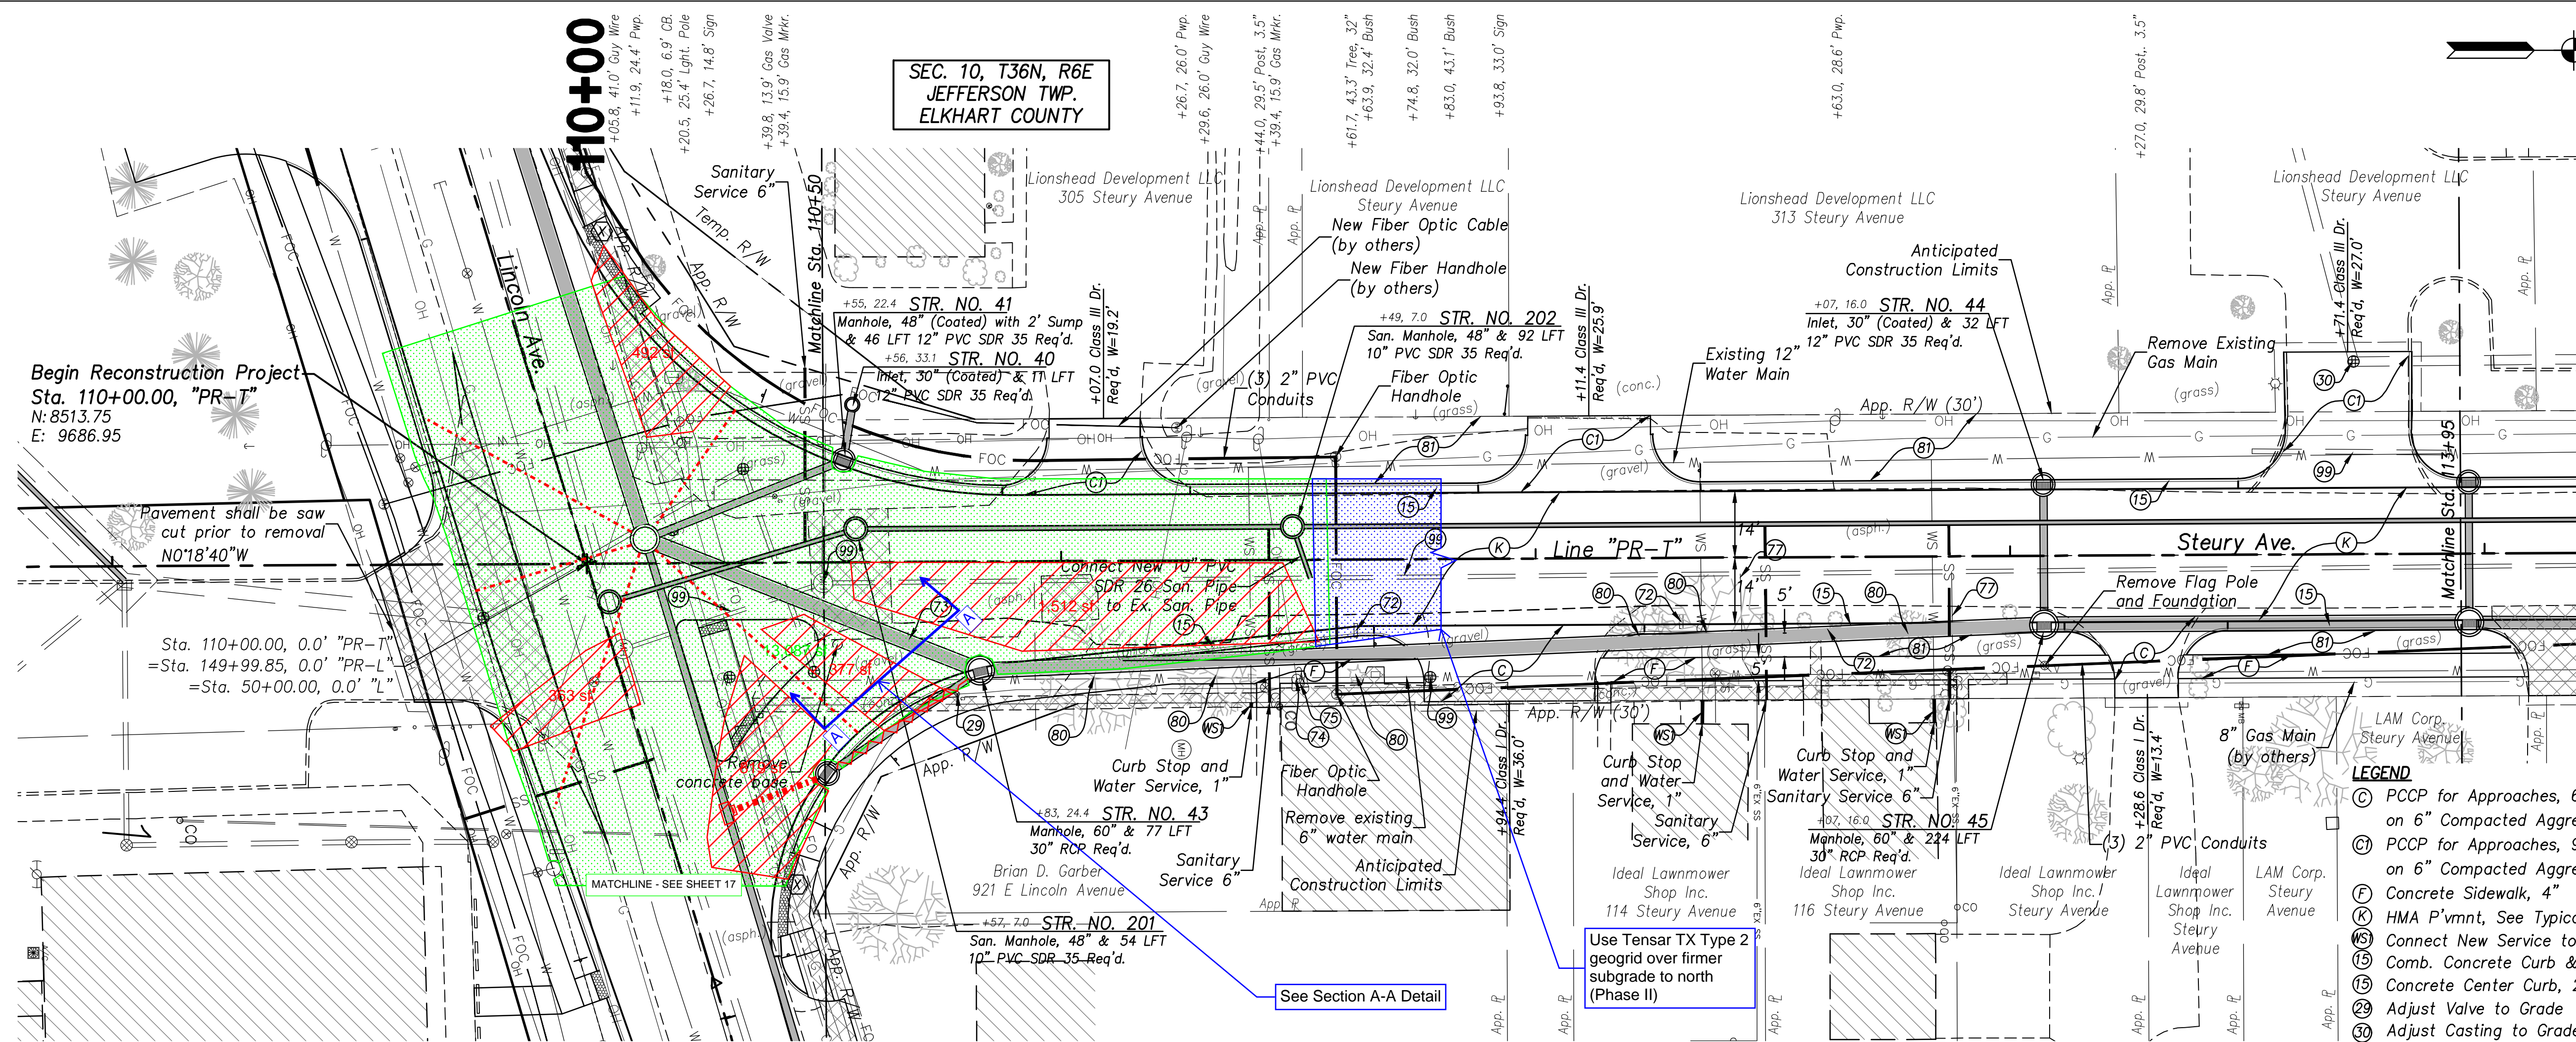 110+00
+05.8, 41.0' Guy Wire
+11.9, 24.4' Pwp.
+18.0, 6.9' CB.
+20.5, 25.4' Lght. Pole
+26.7, 14.8' Sign
+39.8, 13.9' Gas Valve
+39.4, 15.9' Gas Mrkr.
SEC. 10, T36N, R6E
JEFFERSON TWP.
ELKHART COUNTY
+26.7, 26.0' Pwp.
+29.6, 26.0' Guy Wire
+44.0, 29.5' Post, 3.5"
+39.4, 15.9' Gas Mrkr.
+61.7, 43.3' Tree, 32"
+63.9, 32.4' Bush
+74.8, 32.0' Bush
+83.0, 43.1' Bush
+93.8, 33.0' Sign
+63.0, 28.6' Pwp.
+27.0, 29.8' Post,. 3.5"
Sanitary
Service 6"
Temp. R/W
App. R/W
App. R/W
Matchline Sta. 110+50
Lionshead Development LLC
305 Steury Avenue
Lionshead Development LLC
Steury Avenue
Lionshead Development LLC
313 Steury Avenue
Lionshead Development LLC
Steury Avenue
New Fiber Optic Cable
(by others)
New Fiber Handhole
(by others)
Anticipated
Construction Limits
+55, 22.4 STR. NO. 41
Manhole, 48" (Coated) with 2' Sump
& 46 LFT 12" PVC SDR 35 Req'd.
+56, 33.1 STR. NO. 40
Inlet, 30" (Coated) & 11 LFT
12" PVC SDR 35 Req'd.
+07.0 Class III Dr.
Req'd, W=19.2'
+49, 7.0 STR. NO. 202
San. Manhole, 48" & 92 LFT
10" PVC SDR 35 Req'd.
+11.4 Class III Dr.
Req'd, W=25.9'
+07, 16.0 STR. NO. 44
Inlet, 30" (Coated) & 32 LFT
12" PVC SDR 35 Req'd.
+71.4 Class III Dr.
Req'd, W=27.0'
Existing 12"
Water Main
Remove Existing
Gas Main
(3) 2" PVC
Conduits
Fiber Optic
Handhole
Begin Reconstruction Project
Sta. 110+00.00, "PR-T"
N: 8513.75
E: 9686.95
Lincoln Ave.
492 sf
App. R/W (30')
Pavement shall be saw
cut prior to removal
N0°18'40"W
Connect New 10" PVC
SDR 26 San. Pipe
to Ex. San. Pipe
1,512 sf
Line "PR-T"
14'
14'
5'
5'
Steury Ave.
Matchline Sta. 113+95
Remove Flag Pole
and Foundation
Sta. 110+00.00, 0.0' "PR-T"
=Sta. 149+99.85, 0.0' "PR-L"
=Sta. 50+00.00, 0.0' "L"
377 sf
363 sf
A
A
Remove
concrete base
MATCHLINE - SEE SHEET 17
App. R/W
App. R/W
App. R/W (30')
Curb Stop and
Water Service, 1"
Fiber Optic
Handhole
+94.4 Class I Dr.
Req'd, W=36.0'
Curb Stop
and Water
Service, 1"
Curb Stop and
Water Service, 1"
Sanitary Service 6"
+28.6 Class I Dr.
Req'd, W=13.4'
8" Gas Main
(by others)
LAM Corp.
Steury Avenue
+83, 24.4 STR. NO. 43
Manhole, 60" & 77 LFT
30" RCP Req'd.
Remove existing
6" water main
Sanitary
Service, 6"
+07, 16.0 STR. NO. 45
Manhole, 60" & 224 LFT
30" RCP Req'd.
(3) 2" PVC Conduits
Sanitary
Service 6"
Anticipated
Construction Limits
Brian D. Garber
921 E Lincoln Avenue
Ideal Lawnmower
Shop Inc.
114 Steury Avenue
Ideal Lawnmower
Shop Inc.
116 Steury Avenue
Ideal Lawnmower
Shop Inc.
Steury Avenue
Ideal
Lawnmower
Shop Inc.
Steury
Avenue
LAM Corp.
Steury
Avenue
+57, 7.0 STR. NO. 201
San. Manhole, 48" & 54 LFT
10" PVC SDR 35 Req'd.
See Section A-A Detail
Use Tensar TX Type 2
geogrid over firmer
subgrade to north
(Phase II)
LEGEND
C PCCP for Approaches, 6
on 6" Compacted Aggre
C1 PCCP for Approaches, 9
on 6" Compacted Aggre
F Concrete Sidewalk, 4"
K HMA P'vmnt, See Typic
WS1 Connect New Service to
15 Comb. Concrete Curb &
15 Concrete Center Curb, 2
29 Adjust Valve to Grade
30 Adjust Casting to Grade